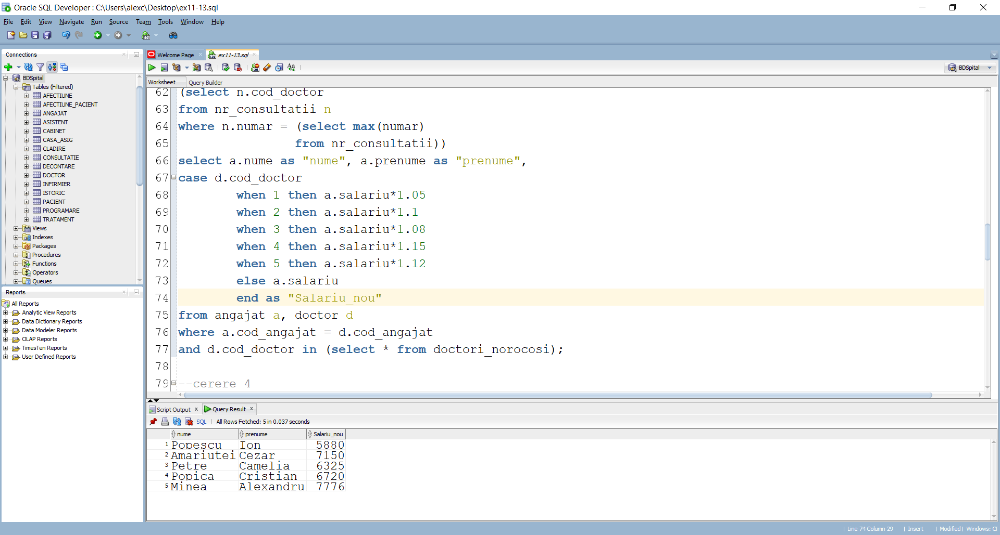 Oracle SQL Developer : C:\Users\alexc\Desktop\ex11-13.sql
File Edit View Navigate Run Source Team Tools Window Help
Connections
BDSpital
Tables (Filtered)
AFECTIUNE
AFECTIUNE_PACIENT
ANGAJAT
ASISTENT
CABINET
CASA_ASIG
CLADIRE
CONSULTATIE
DECONTARE
DOCTOR
INFIRMIER
ISTORIC
PACIENT
PROGRAMARE
TRATAMENT
Views
Indexes
Packages
Procedures
Functions
Operators
Queues
Reports
All Reports
Analytic View Reports
Data Dictionary Reports
Data Modeler Reports
OLAP Reports
TimesTen Reports
User Defined Reports
Welcome Page ex11-13.sql
BDSpital
Worksheet Query Builder
62 (select n.cod_doctor
63 from nr_consultatii n
64 where n.numar = (select max(numar)
65 from nr_consultatii))
66 select a.nume as "nume", a.prenume as "prenume",
67 case d.cod_doctor
68 when 1 then a.salariu*1.05
69 when 2 then a.salariu*1.1
70 when 3 then a.salariu*1.08
71 when 4 then a.salariu*1.15
72 when 5 then a.salariu*1.12
73 else a.salariu
74 end as "Salariu_nou"
75 from angajat a, doctor d
76 where a.cod_angajat = d.cod_angajat
77 and d.cod_doctor in (select * from doctori_norocosi);
78
79 --cerere 4
Script Output x Query Result x
SQL | All Rows Fetched: 5 in 0.037 seconds
nume prenume Salariu_nou
1 Popescu Ion 5880
2 Amariutei Cezar 7150
3 Petre Camelia 6325
4 Popica Cristian 6720
5 Minea Alexandru 7776
| Line 74 Column 29 | Insert | Modified | Windows: